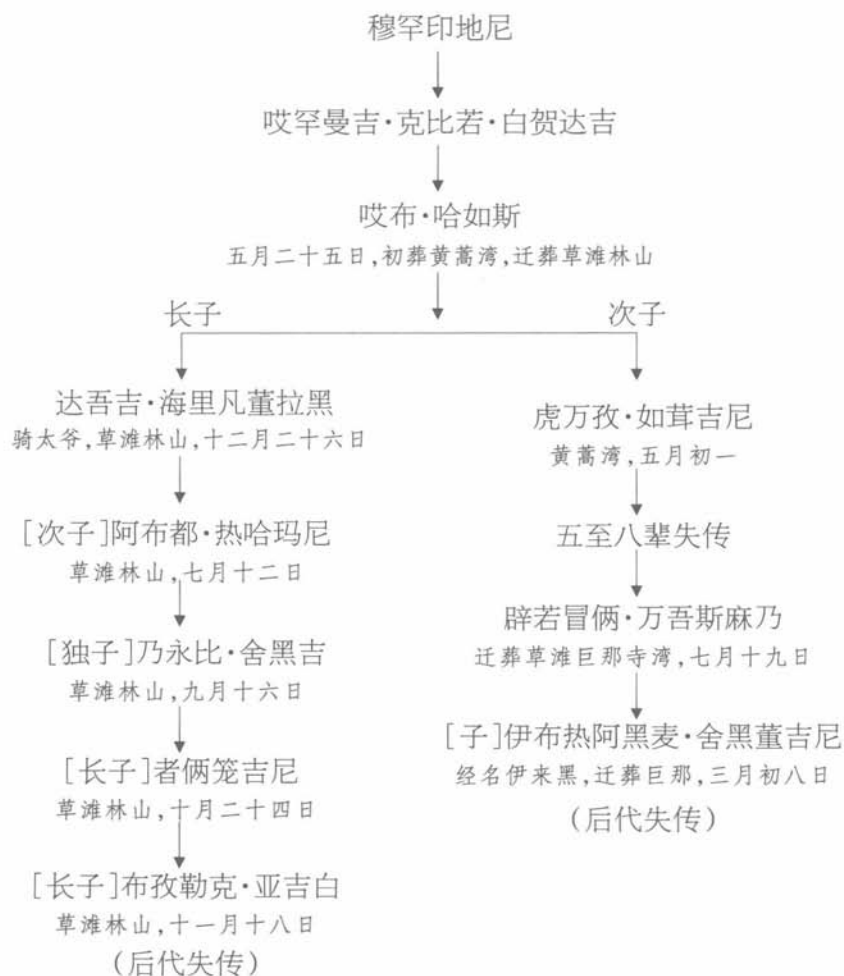 穆罕印地尼
哎罕曼吉·克比若·白贺达吉
哎布·哈如斯
五月二十五日,初葬黄蒿湾,迁葬草滩林山
长子
次子
达吾吉·海里凡董拉黑
骑太爷,草滩林山,十二月二十六日
[次子]阿布都·热哈玛尼
草滩林山,七月十二日
[独子]乃永比·舍黑吉
草滩林山,九月十六日
[长子]者俩笼吉尼
草滩林山,十月二十四日
[长子]布孜勒克·亚吉白
草滩林山,十一月十八日
(后代失传)
虎万孜·如茸吉尼
黄蒿湾,五月初一
五至八辈失传
辟若冒俩·万吾斯麻乃
迁葬草滩巨那寺湾,七月十九日
[子]伊布热阿黑麦·舍黑董吉尼
经名伊来黑,迁葬巨那,三月初八日
(后代失传)